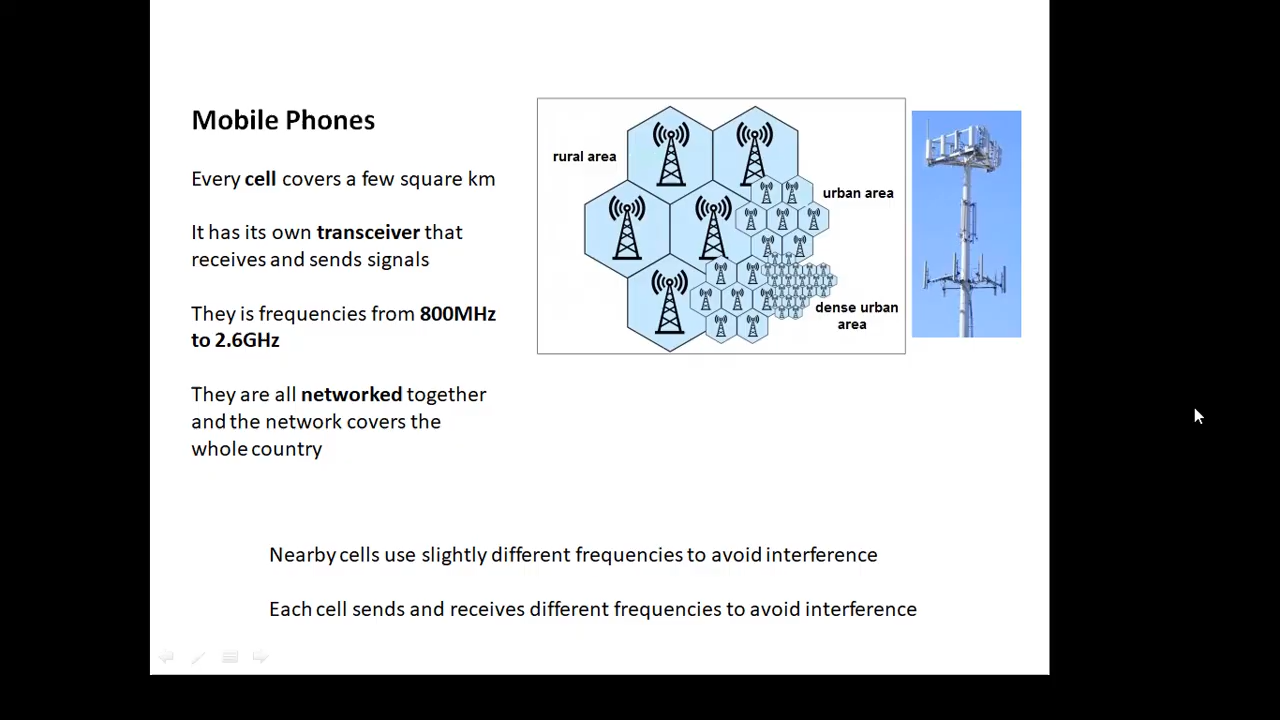 Mobile Phones
Every cell covers a few square km
It has its own transceiver that
receives and sends signals
They is frequencies from 800MHz
to 2.6GHz
They are all networked together
and the network covers the
whole country
rural area
urban area
dense urban
area
Nearby cells use slightly different frequencies to avoid interference
Each cell sends and receives different frequencies to avoid interference